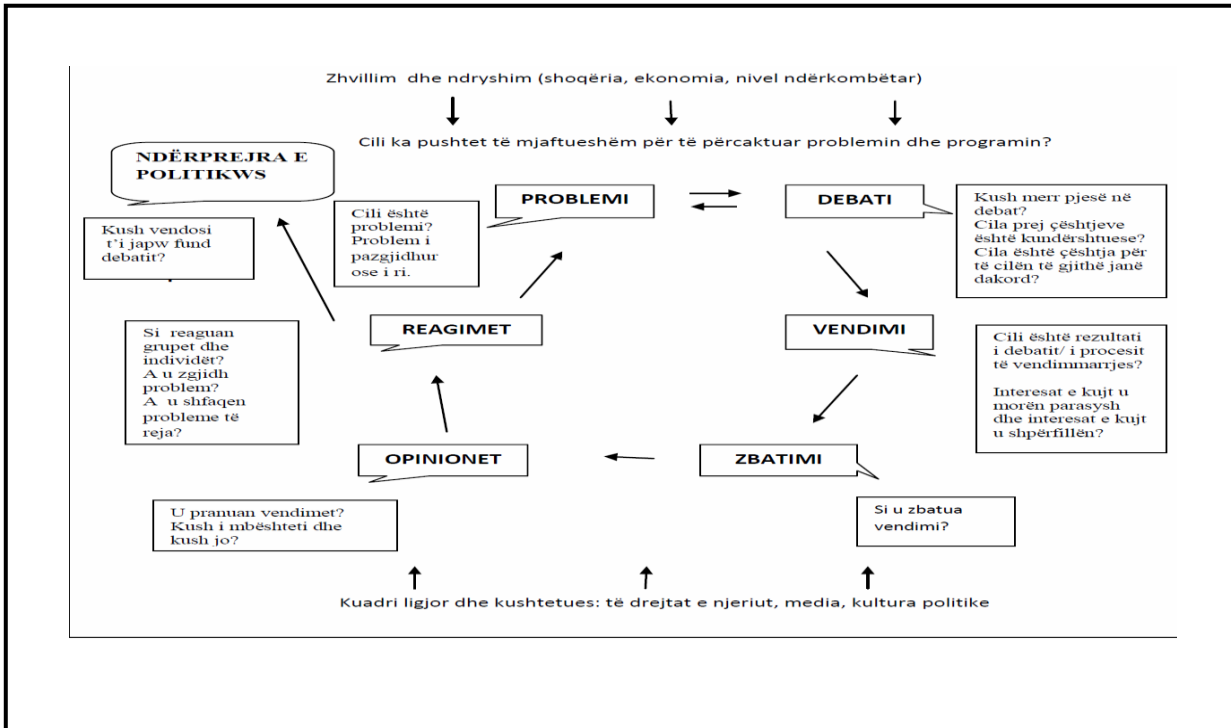 Zhvillim dhe ndryshim (shoqëria, ekonomia, nivel ndërkombëtar)
Cili ka pushtet të mjaftueshëm për të përcaktuar problemin dhe programin?
NDËRPREJRA E
POLITIKWS
Kush vendosi
t'i japw fund
debatit?
Cili është
problemi?
Problem i
pazgjidhur
ose i ri.
PROBLEMI
DEBATI
Kush merr pjesë në
debat?
Cila prej çështjeve
është kundërshtuese?
Cila është çështja për
të cilën të gjithë janë
dakord?
Si reaguan
grupet dhe
individët?
A u zgjidh
problem?
A u shfaqen
probleme të
reja?
REAGIMET
VENDIMI
Cili është rezultati
i debatit/ i procesit
të vendimmarrjes?
Interesat e kujt u
morën parasysh
dhe interesat e kujt
u shpërfillën?
OPINIONET
ZBATIMI
U pranuan vendimet?
Kush i mbështeti dhe
kush jo?
Si u zbatua
vendimi?
Kuadri ligjor dhe kushtetues: të drejtat e njeriut, media, kultura politike